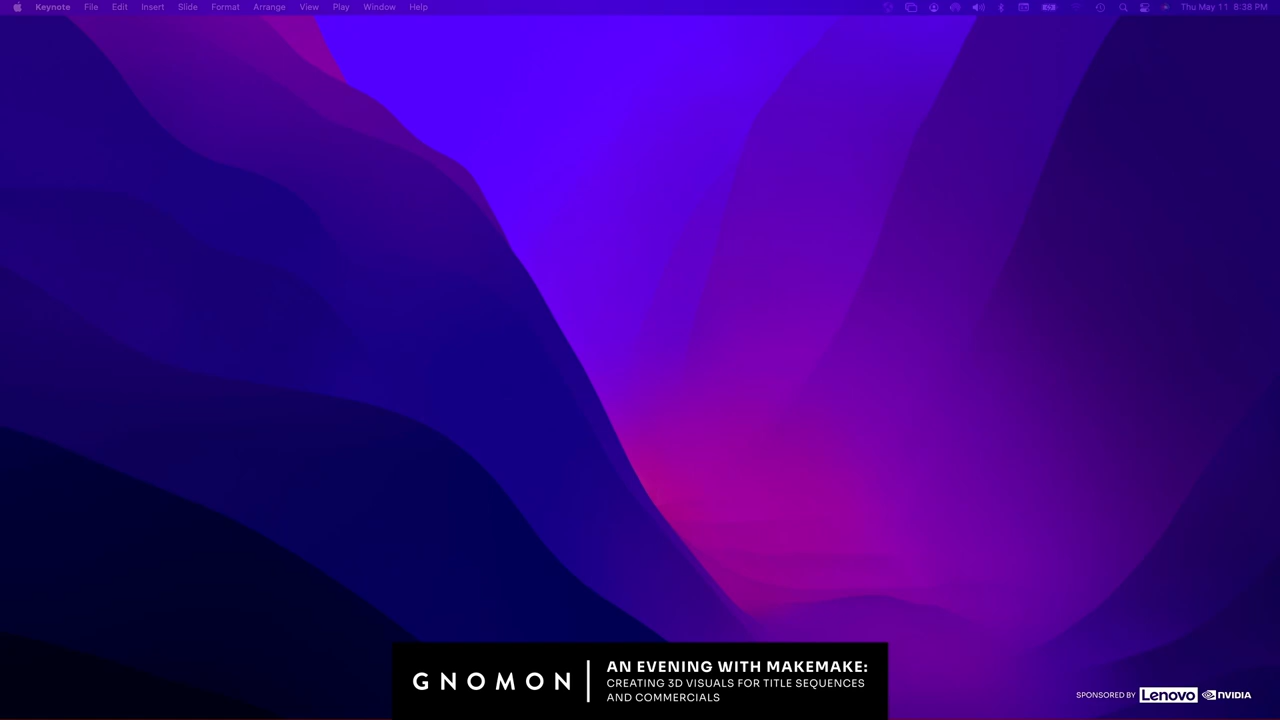 Keynote File Edit Insert Slide Format Arrange View Play Window Help Thu May 11 8:38 PM
GNOMON
AN EVENING WITH MAKEMAKE:
CREATING 3D VISUALS FOR TITLE SEQUENCES
AND COMMERCIALS
SPONSORED BY Lenovo NVIDIA